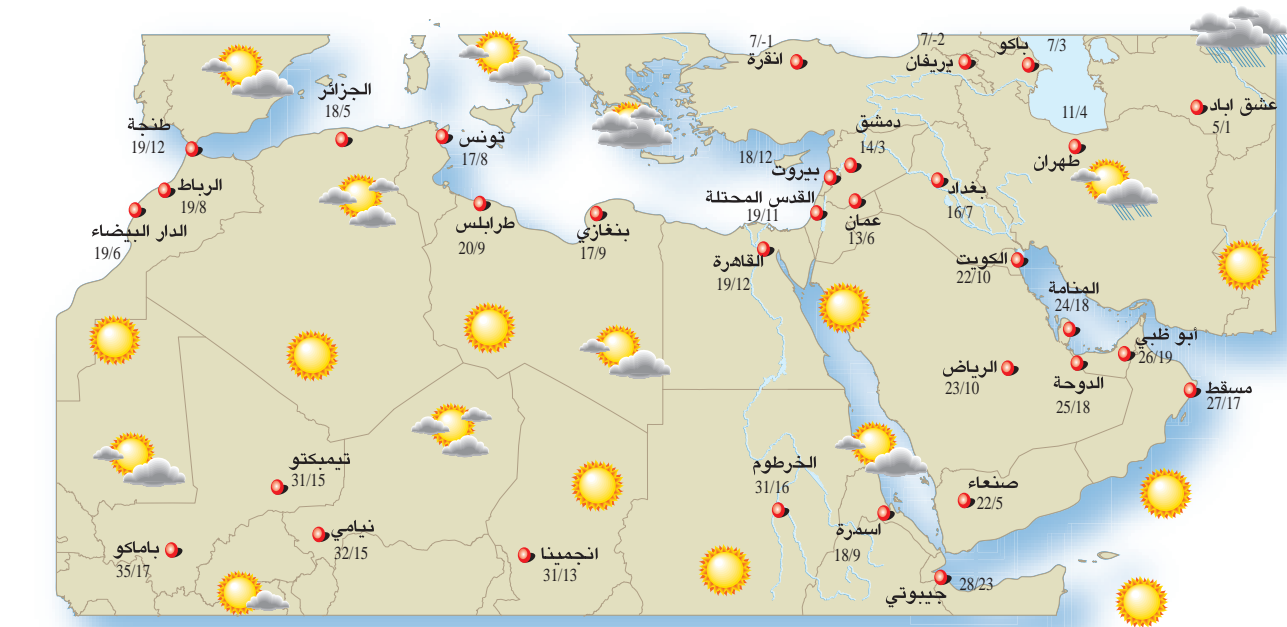 7/-1
انقرة
7/-2
يريفان
باكو
7/3
عشق اباد
5/1
11/4
طهران
الجزائر
18/5
طنجة
19/12
تونس
17/8
دمشق
14/3
18/12
بيروت
بغداد
16/7
القدس المحتلة
19/11
عمان
13/6
الرباط
19/8
الدار البيضاء
19/6
طرابلس
20/9
بنغازي
17/9
القاهرة
19/12
الكويت
22/10
المنامة
24/18
أبو ظبي
26/19
الرياض
23/10
الدوحة
25/18
مسقط
27/17
تيمبكتو
31/15
الخرطوم
31/16
صنعاء
22/5
نيامي
32/15
باماكو
35/17
انجمينا
31/13
اسمرة
18/9
28/23
جيبوتي